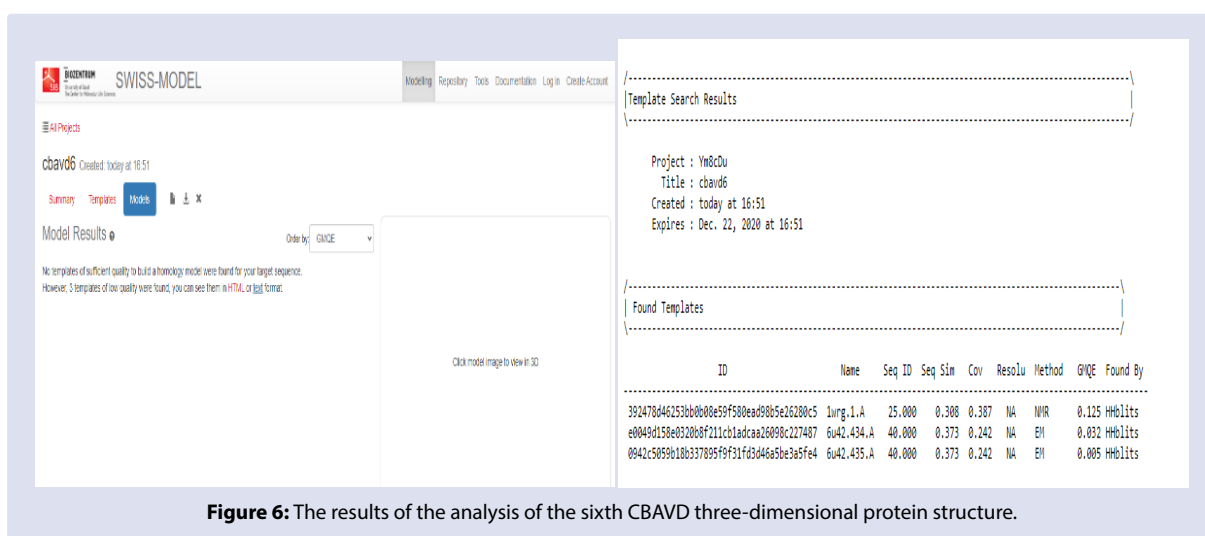 BIOZENTRUM
SWISS-MODEL
Modelling Repository Tools Documentation Log in Create Account
All Projects
cbavd6 Created: today at 16:51
Summary Templates Models
Model Results
Order by: GMQE
No templates of sufficient quality to build a homology model were found for your target sequence.
However, 3 templates of low quality were found, you can see them in HTML or text format.
Click model image to view in 3D
/-----------------------------------------------------------------------------------\
|Template Search Results |
\-----------------------------------------------------------------------------------/
Project : Ym8cDu
Title : cbavd6
Created : today at 16:51
Expires : Dec. 22, 2020 at 16:51
/-----------------------------------------------------------------------------------\
| Found Templates |
\-----------------------------------------------------------------------------------/
ID Name Seq ID Seq Sim Cov Resolu Method GMQE Found By
392478d46253bb0b08e59f580ead98b5e26280c5 1wrg.1.A 25.000 0.308 0.387 NA NMR 0.125 HHblits
e0049d158e0320b8f211cb1adcaa26098c227487 6u42.434.A 40.000 0.373 0.242 NA EM 0.032 HHblits
0942c5059b18b337895f9f31fd3d46a5be3a5fe4 6u42.435.A 40.000 0.373 0.242 NA EM 0.005 HHblits
Figure 6: The results of the analysis of the sixth CBAVD three-dimensional protein structure.